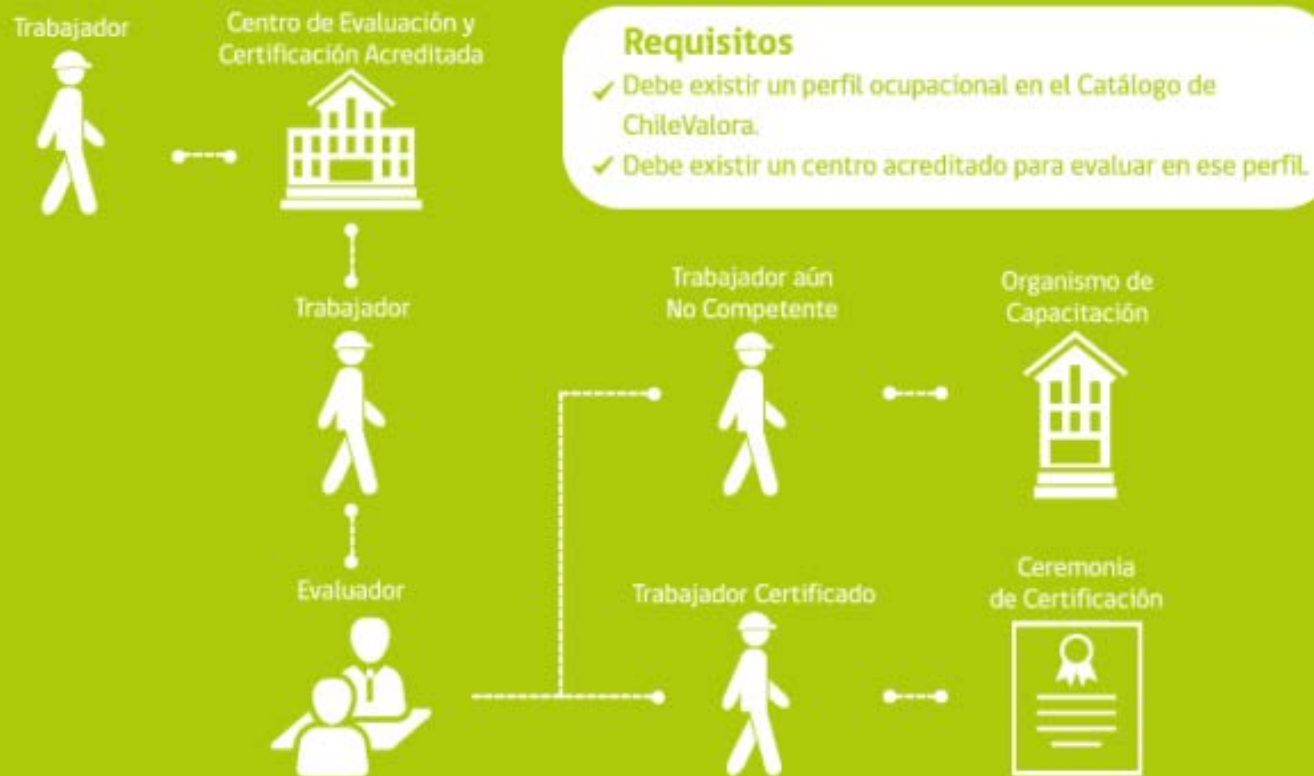 Trabajador
Centro de Evaluación y
Certificación Acreditada
Requisitos
Debe existir un perfil ocupacional en el Catálogo de
ChileValora.
Debe existir un centro acreditado para evaluar en ese perfil.
Trabajador
Trabajador aún
No Competente
Organismo de
Capacitación
Evaluador
Trabajador Certificado
Ceremonia
de Certificación